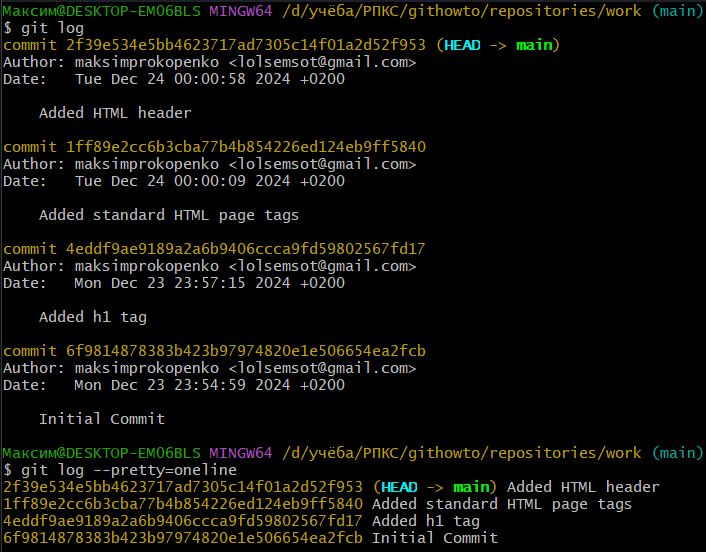 Максим@DESKTOP-EM06BLS MINGW64 /d/учёба/РПКС/githowto/repositories/work (main)
$ git log
commit 2f39e534e5bb4623717ad7305c14f01a2d52f953 (HEAD -> main)
Author: maksimprokopenko <lolsemsot@gmail.com>
Date:   Tue Dec 24 00:00:58 2024 +0200
    Added HTML header
commit 1ff89e2cc6b3cba77b4b854226ed124eb9ff5840
Author: maksimprokopenko <lolsemsot@gmail.com>
Date:   Tue Dec 24 00:00:09 2024 +0200
    Added standard HTML page tags
commit 4eddf9ae9189a2a6b9406ccca9fd59802567fd17
Author: maksimprokopenko <lolsemsot@gmail.com>
Date:   Mon Dec 23 23:57:15 2024 +0200
    Added h1 tag
commit 6f9814878383b423b97974820e1e506654ea2fcb
Author: maksimprokopenko <lolsemsot@gmail.com>
Date:   Mon Dec 23 23:54:59 2024 +0200
    Initial Commit
Максим@DESKTOP-EM06BLS MINGW64 /d/учёба/РПКС/githowto/repositories/work (main)
$ git log --pretty=oneline
2f39e534e5bb4623717ad7305c14f01a2d52f953 (HEAD -> main) Added HTML header
1ff89e2cc6b3cba77b4b854226ed124eb9ff5840 Added standard HTML page tags
4eddf9ae9189a2a6b9406ccca9fd59802567fd17 Added h1 tag
6f9814878383b423b97974820e1e506654ea2fcb Initial Commit